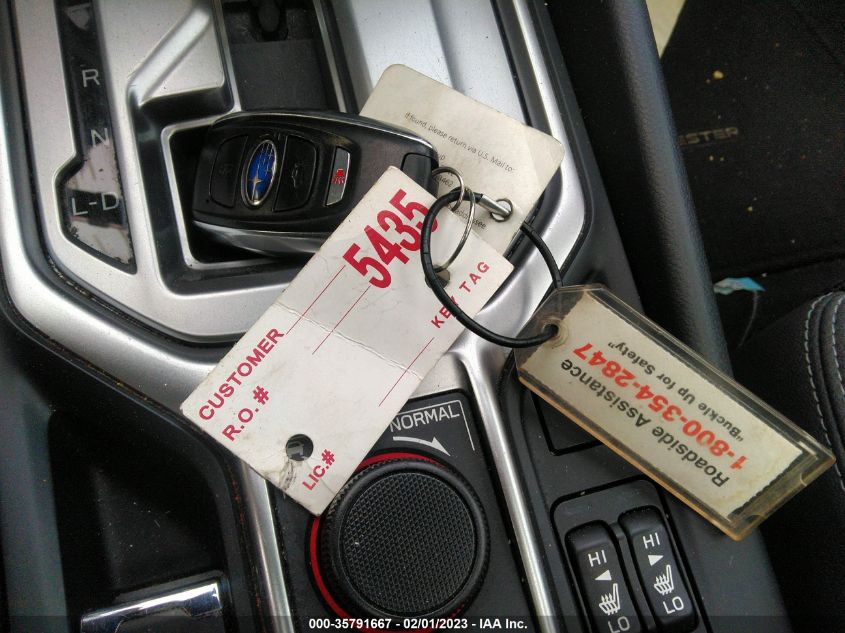 R
N
L-D
If found, please return via U.S. Mail to:
5435
KEY TAG
CUSTOMER
R.O.#
LIC.#
NORMAL
Roadside Assistance
1-800-354-2847
"Buckle Up for Safety"
HI
LO
HI
LO
000-35791667 - 02/01/2023 - IAA Inc.